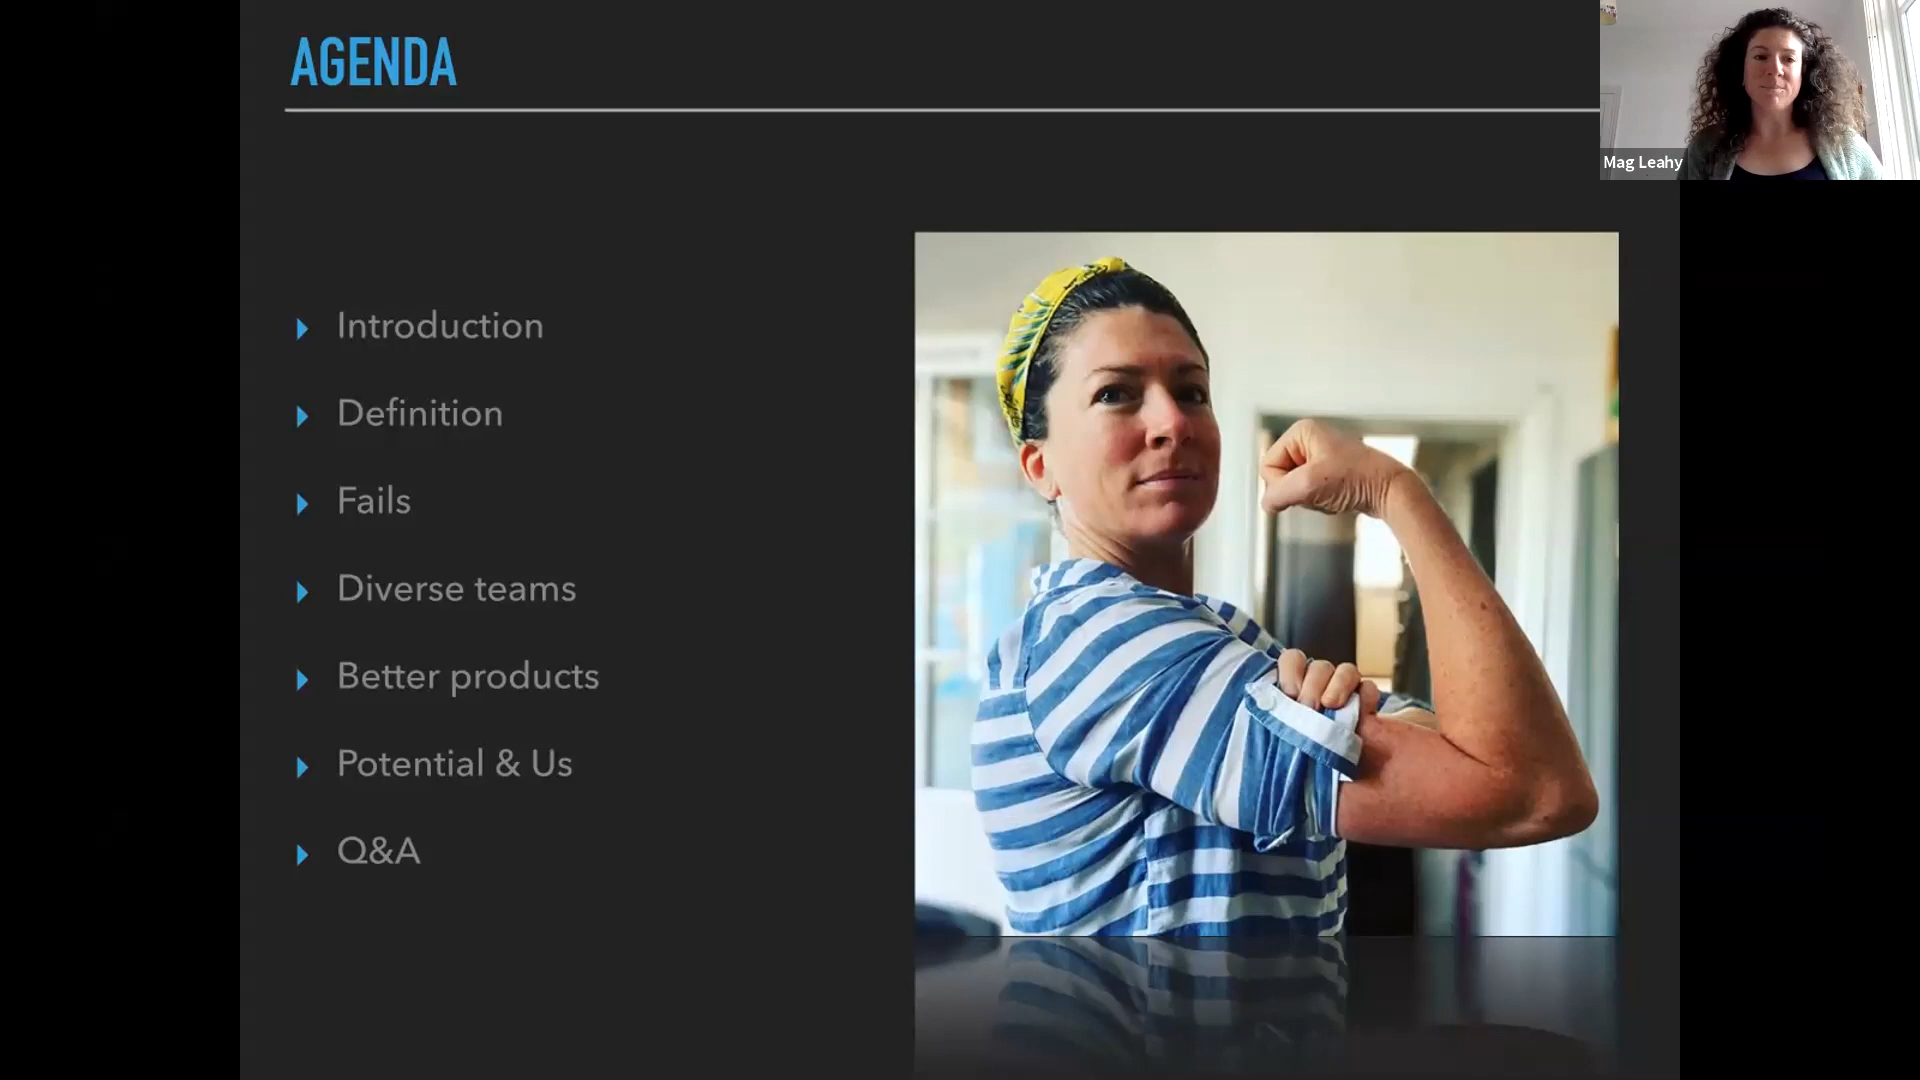 AGENDA
Mag Leahy
Introduction
Definition
Fails
Diverse teams
Better products
Potential & Us
Q&A